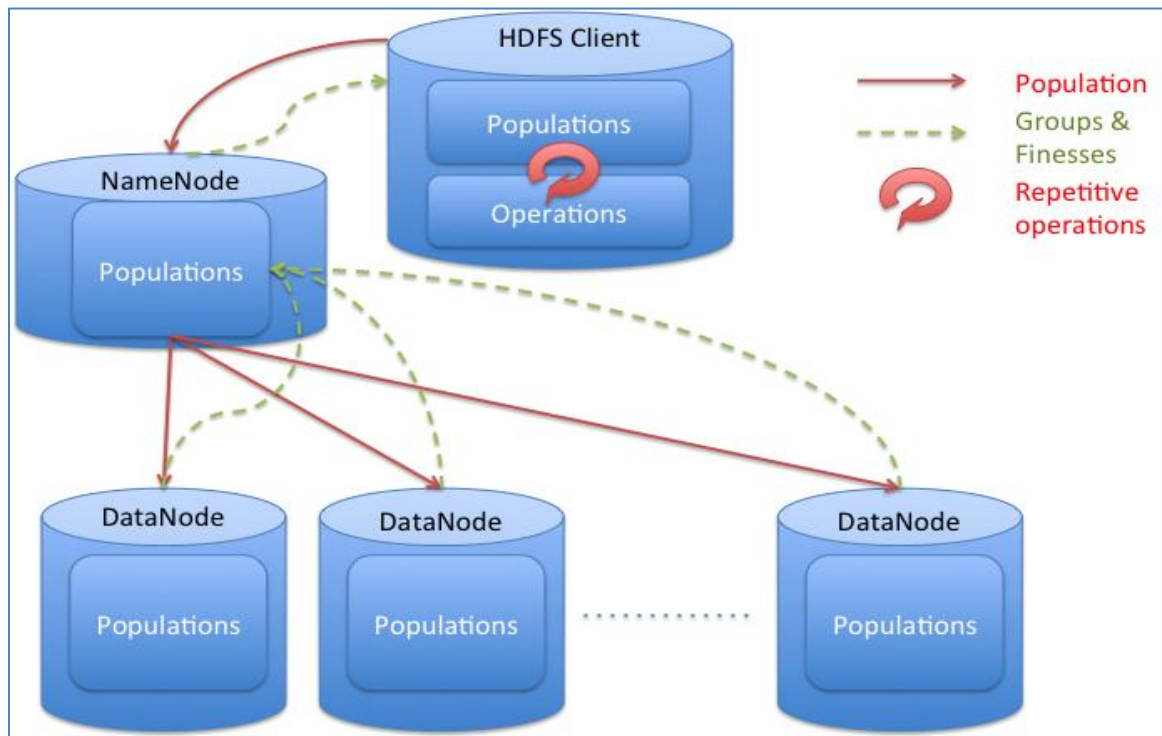 HDFS Client
Populations
Operations
Population
Groups &
Finesses
Repetitive
operations
NameNode
Populations
DataNode
Populations
DataNode
Populations
DataNode
Populations